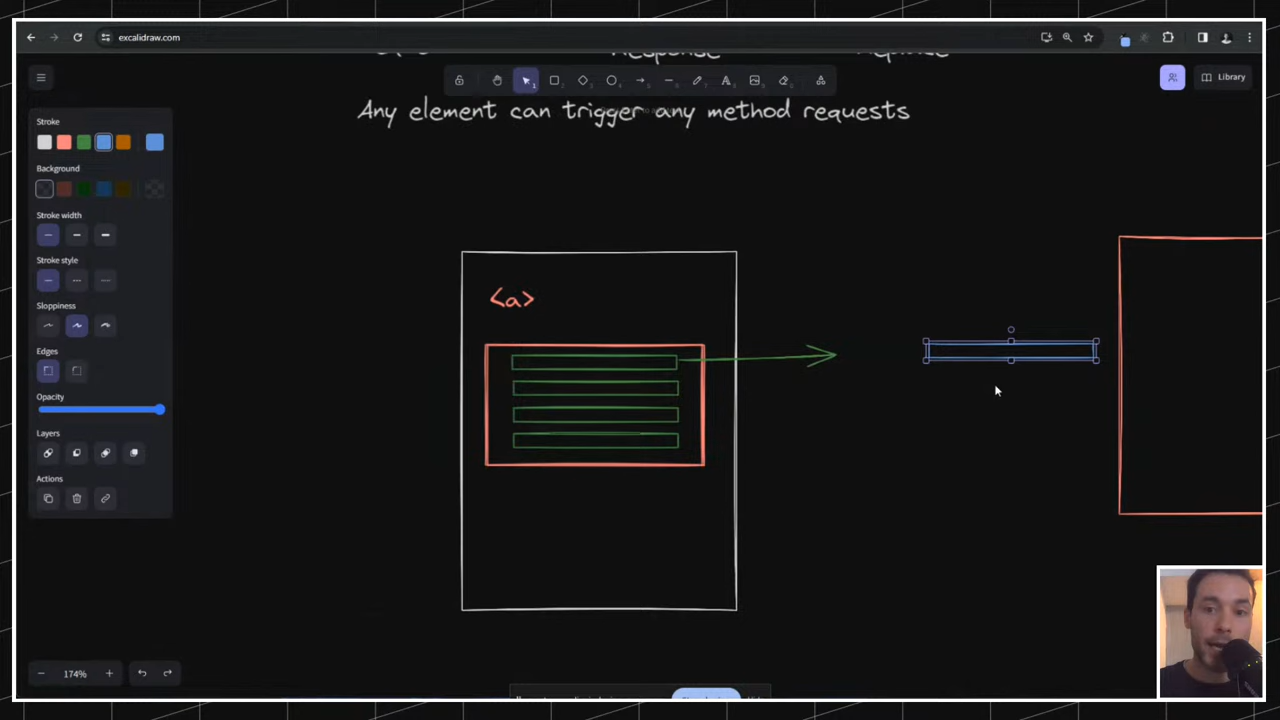 excalidraw.com
Response
Any element can trigger any method requests
Library
Stroke
Background
Stroke width
Stroke style
Sloppiness
Edges
Opacity
Layers
Actions
<a>
174%